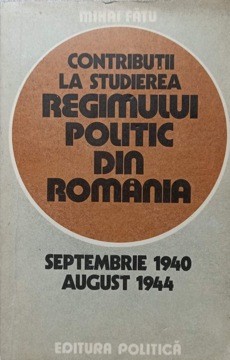 MIHAI FĂTU
CONTRIBUȚII
LA STUDIEREA
REGIMULUI
POLITIC
DIN
ROMÂNIA
SEPTEMBRIE 1940
AUGUST 1944
EDITURA POLITICĂ